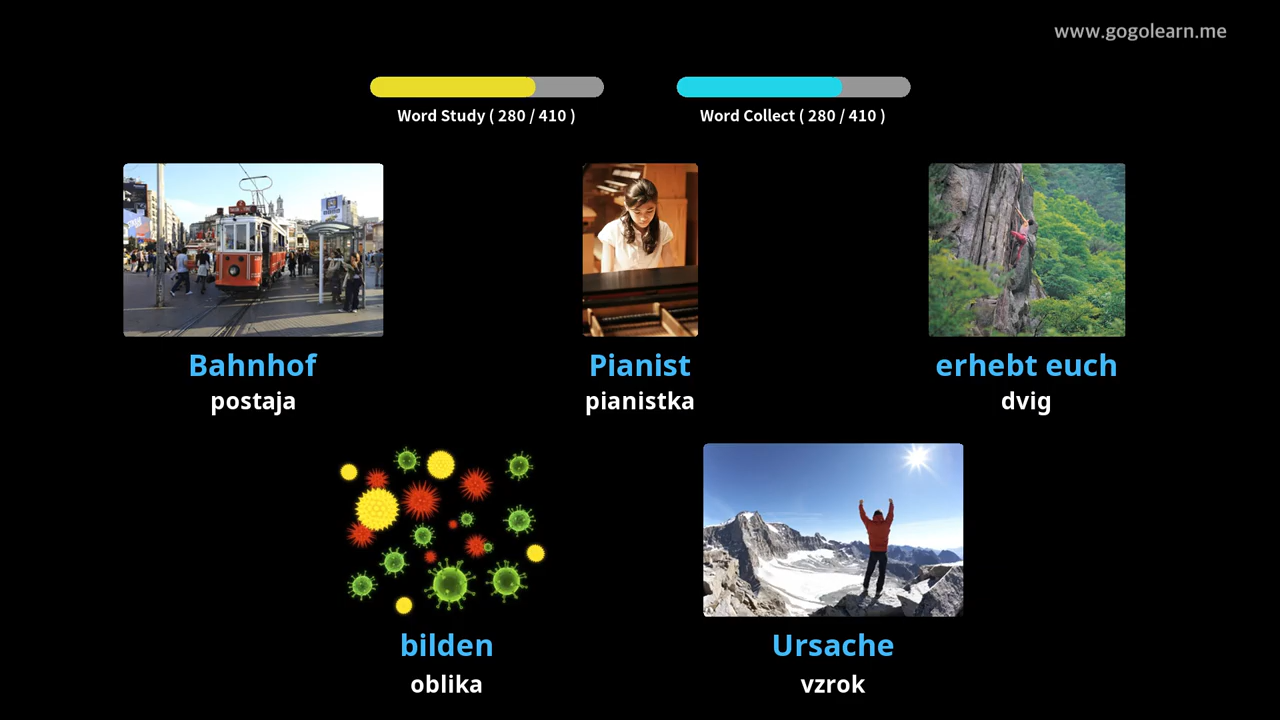 www.gogolearn.me
Word Study ( 280 / 410 )
Word Collect ( 280 / 410 )
Bahnhof
postaja
Pianist
pianistka
erhebt euch
dvig
bilden
oblika
Ursache
vzrok